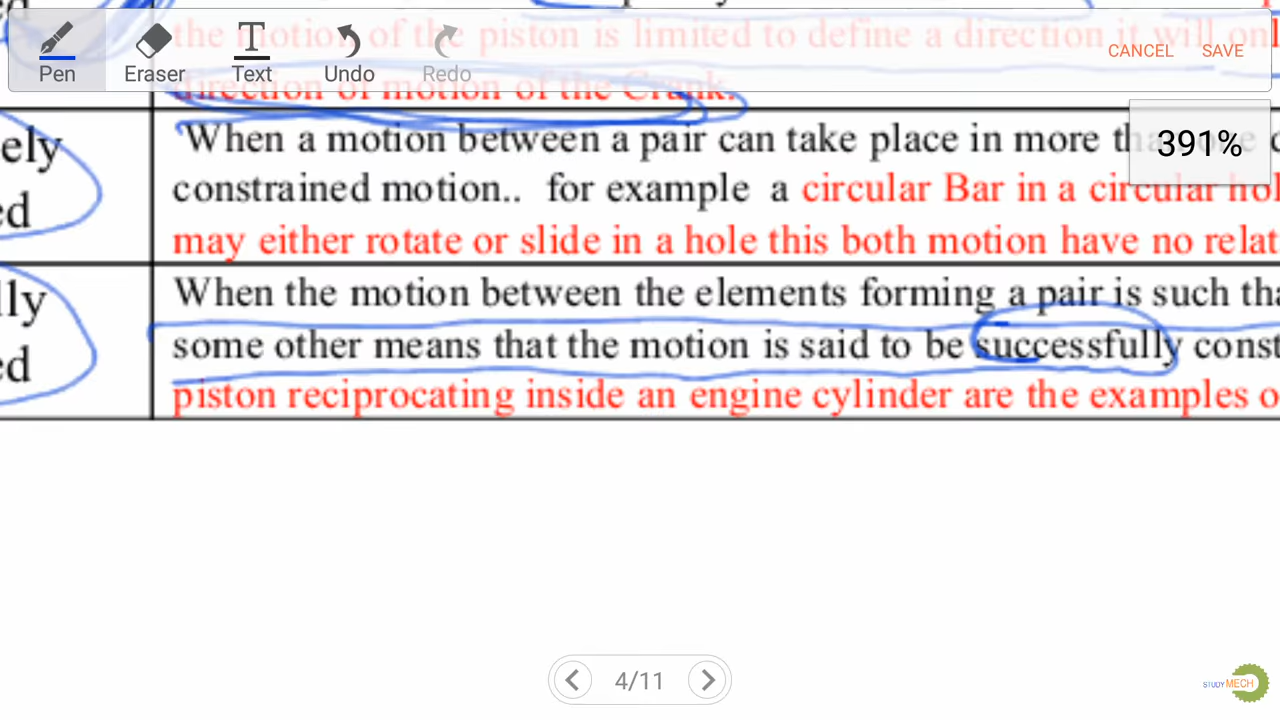 Pen
Eraser
Text
Undo
Redo
CANCEL
SAVE
the motion of the piston is limited to define a direction it will
direction of motion of the Crank.
391%
ely
ed
When a motion between a pair can take place in more
constrained motion.. for example a circular Bar in a circular
may either rotate or slide in a hole this both motion have no relat
lly
ed
When the motion between the elements forming a pair is such
some other means that the motion is said to be successfully const
piston reciprocating inside an engine cylinder are the examples o
4/11
STUDY MECH